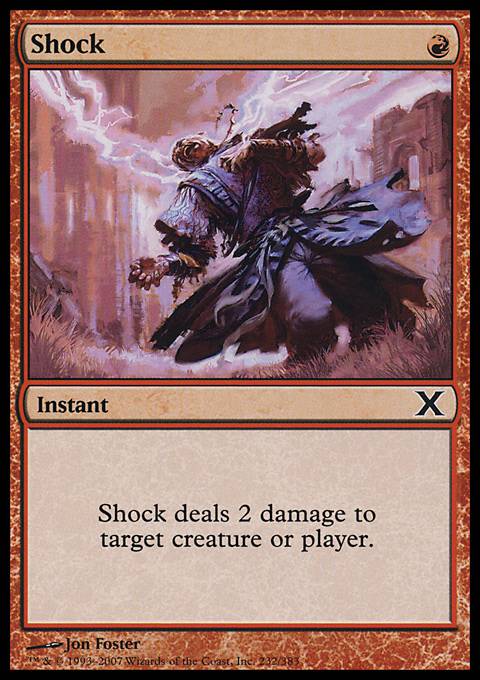 Shock
Instant
X
Shock deals 2 damage to
target creature or player.
Jon Foster
™ & © 1993-2007 Wizards of the Coast, Inc. 232/383